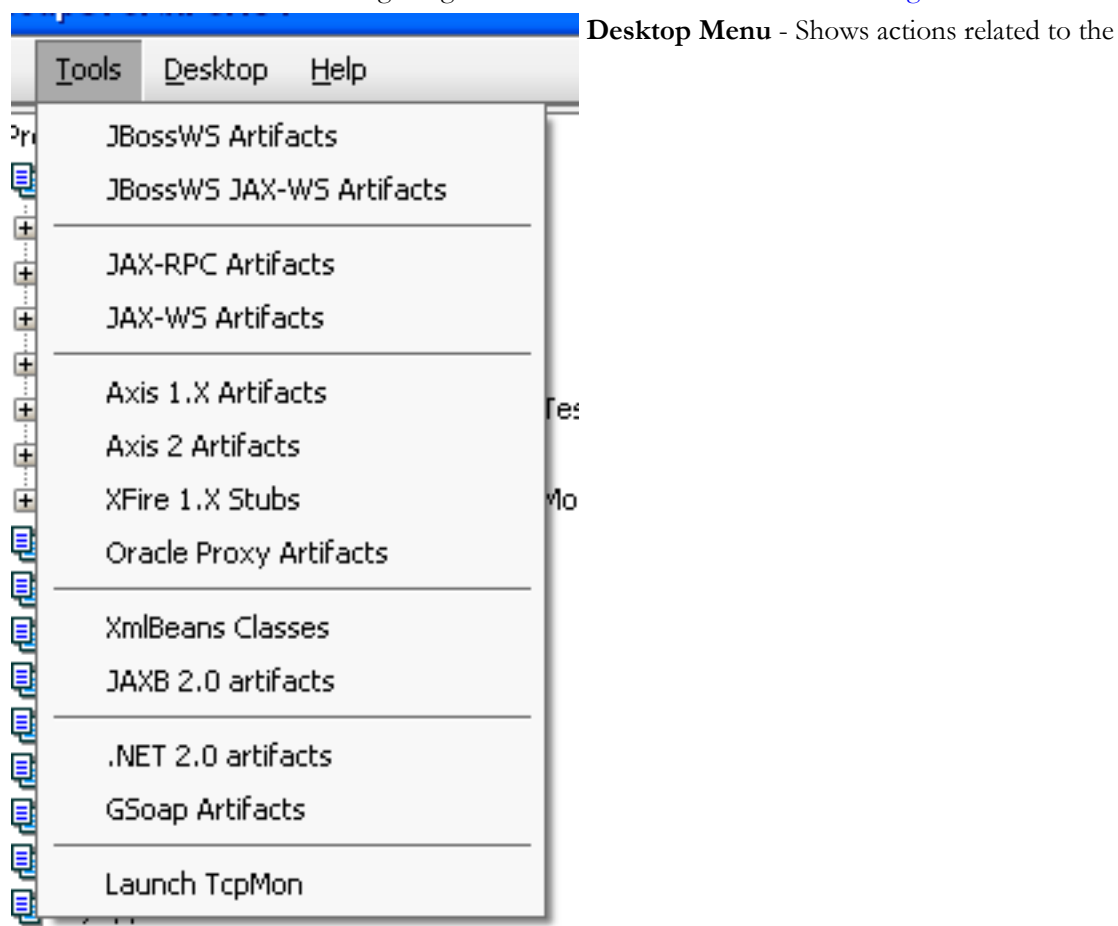 Desktop Menu - Shows actions related to the
Tools Desktop Help
JBossWS Artifacts
JBossWS JAX-WS Artifacts
JAX-RPC Artifacts
JAX-WS Artifacts
Axis 1.X Artifacts
Axis 2 Artifacts
XFire 1.X Stubs
Oracle Proxy Artifacts
XmlBeans Classes
JAXB 2.0 artifacts
.NET 2.0 artifacts
GSoap Artifacts
Launch TcpMon